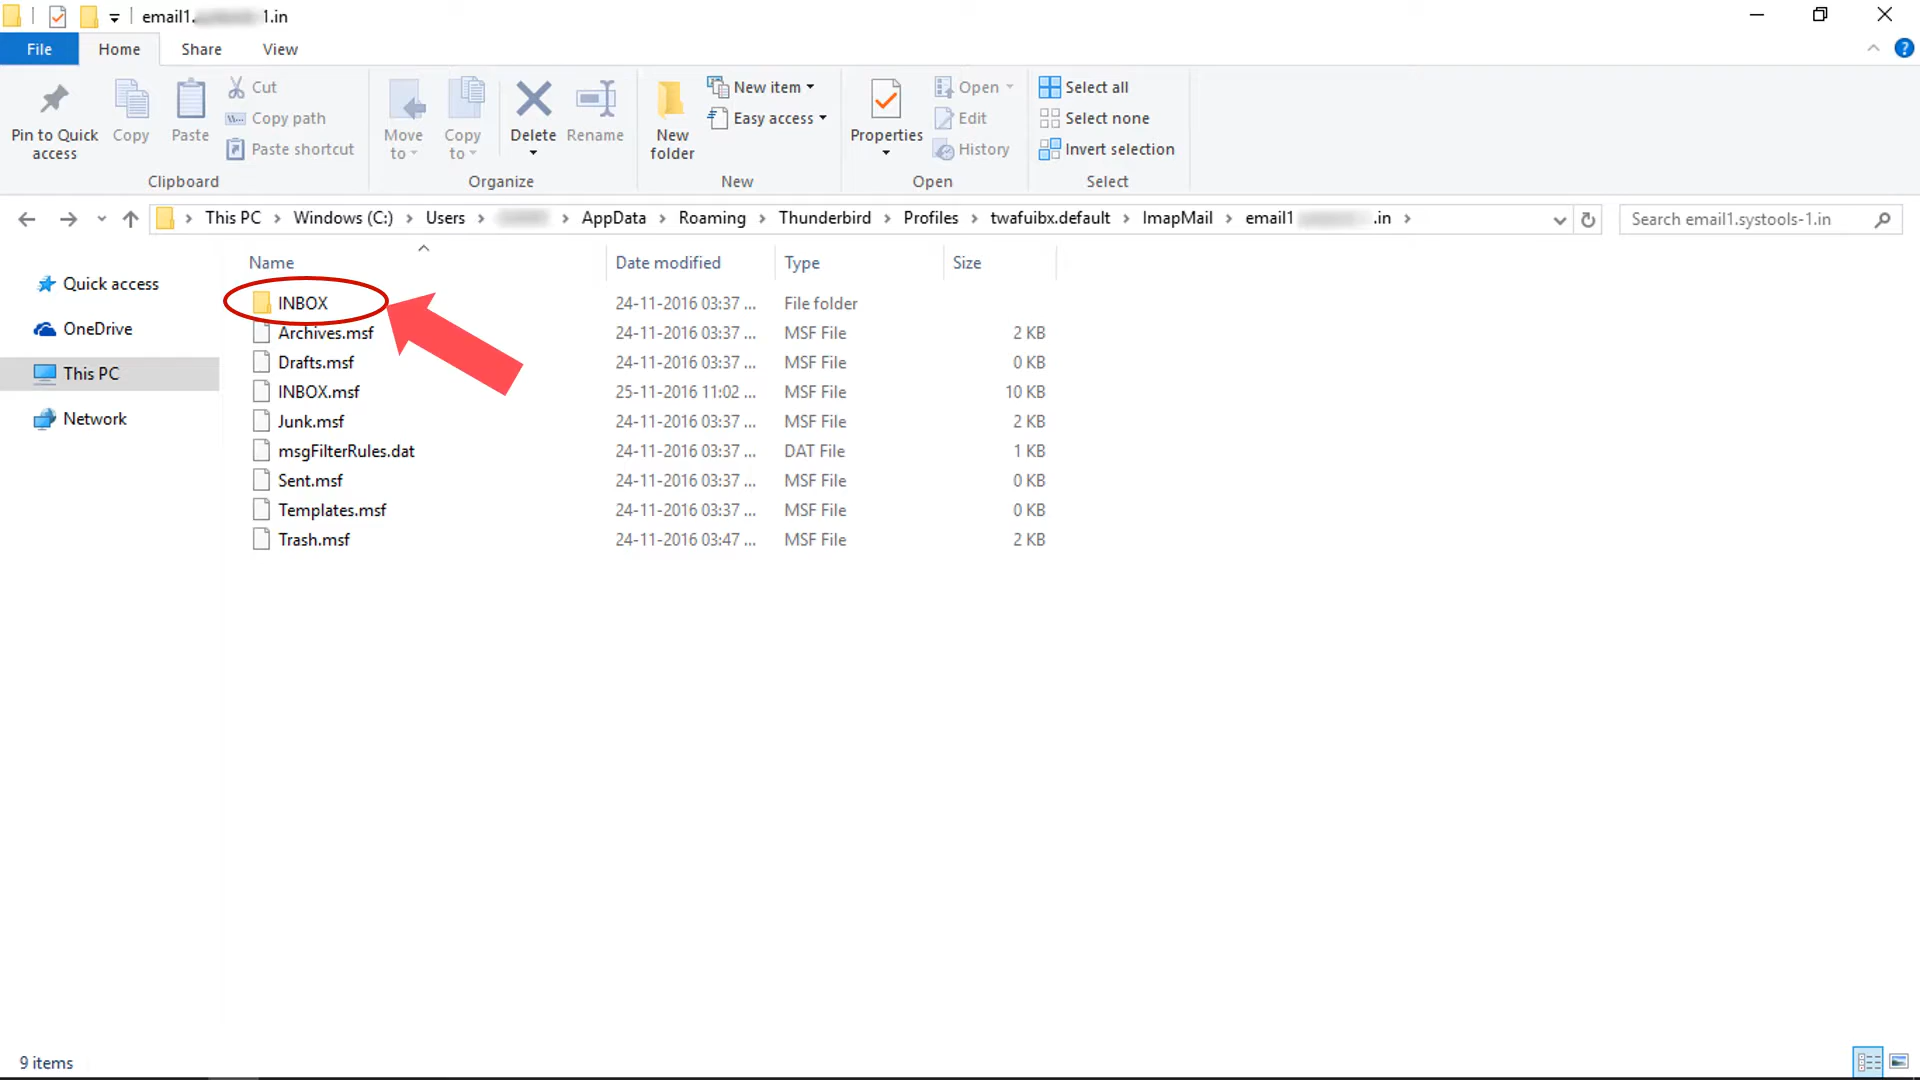 email1. 1.in
File Home Share View
Pin to Quick access
Copy
Paste
Cut
Copy path
Paste shortcut
Clipboard
Move to
Copy to
Delete
Rename
Organize
New folder
New item
Easy access
New
Properties
Open
Edit
History
Open
Select all
Select none
Invert selection
Select
This PC > Windows (C:) > Users > > AppData > Roaming > Thunderbird > Profiles > twafuibx.default > ImapMail > email1 .in >
Search email1.systools-1.in
Quick access
OneDrive
This PC
Network
Name Date modified Type Size
INBOX 24-11-2016 03:37 ... File folder
Archives.msf 24-11-2016 03:37 ... MSF File 2 KB
Drafts.msf 24-11-2016 03:37 ... MSF File 0 KB
INBOX.msf 25-11-2016 11:02 ... MSF File 10 KB
Junk.msf 24-11-2016 03:37 ... MSF File 2 KB
msgFilterRules.dat 24-11-2016 03:37 ... DAT File 1 KB
Sent.msf 24-11-2016 03:37 ... MSF File 0 KB
Templates.msf 24-11-2016 03:37 ... MSF File 0 KB
Trash.msf 24-11-2016 03:47 ... MSF File 2 KB
9 items